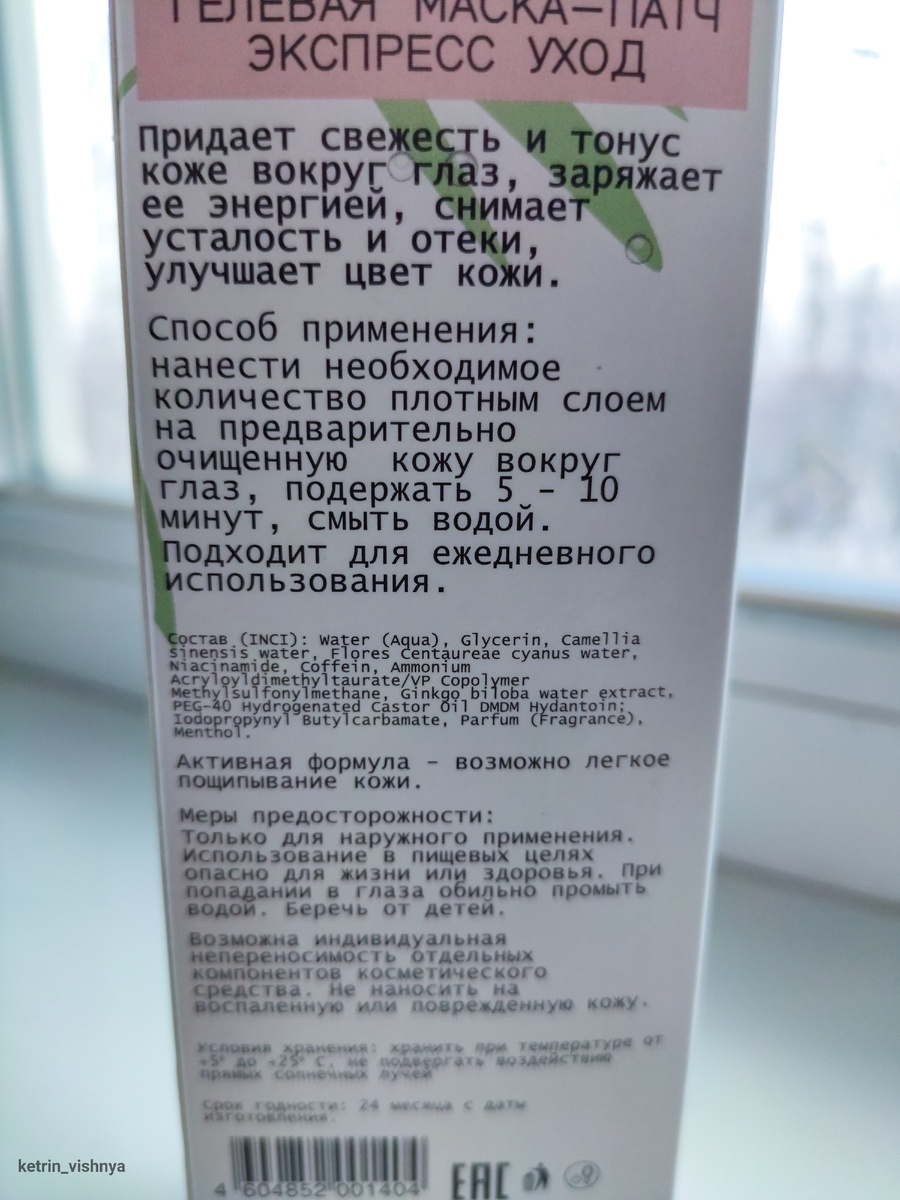 ГЕЛЕВАЯ МАСКА-ПАТЧ
ЭКСПРЕСС УХОД
Придает свежесть и тонус
коже вокруг глаз, заряжает
ее энергией, снимает
усталость и отеки,
улучшает цвет кожи.
Способ применения:
нанести необходимое
количество плотным слоем
на предварительно
очищенную кожу вокруг
глаз, подержать 5 - 10
минут, смыть водой.
Подходит для ежедневного
использования.
Состав (INCI): Water (Aqua), Glycerin, Camellia
sinensis water, Flores Centaureae cyanus water,
Niacinamide, Coffein, Ammonium
Acryloyldimethyltaurate/VP Copolymer
Methylsulfonylmethane, Ginkgo biloba water extract,
PEG-40 Hydrogenated Castor Oil DMDM Hydantoin;
Iodopropynyl Butylcarbamate, Parfum (Fragrance),
Menthol.
Активная формула - возможно легкое
пощипывание кожи.
Меры предосторожности:
Только для наружного применения.
Использование в пищевых целях
опасно для жизни или здоровья. При
попадании в глаза обильно промыть
водой. Беречь от детей.
Возможна индивидуальная
непереносимость отдельных
компонентов косметического
средства. Не наносить на
воспаленную или поврежденную кожу.
Условия хранения: хранить при температуре от
+5° до +25° С, не подвергать воздействию
прямых солнечных лучей
Срок годности: 24 месяца с даты
изготовления.
4 604852 001404
EAC
ketrin_vishnya